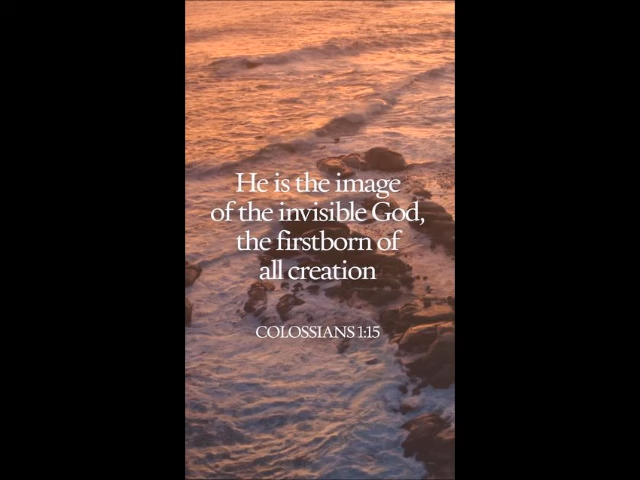 He is the image
of the invisible God,
the firstborn of
all creation
COLOSSIANS 1:15